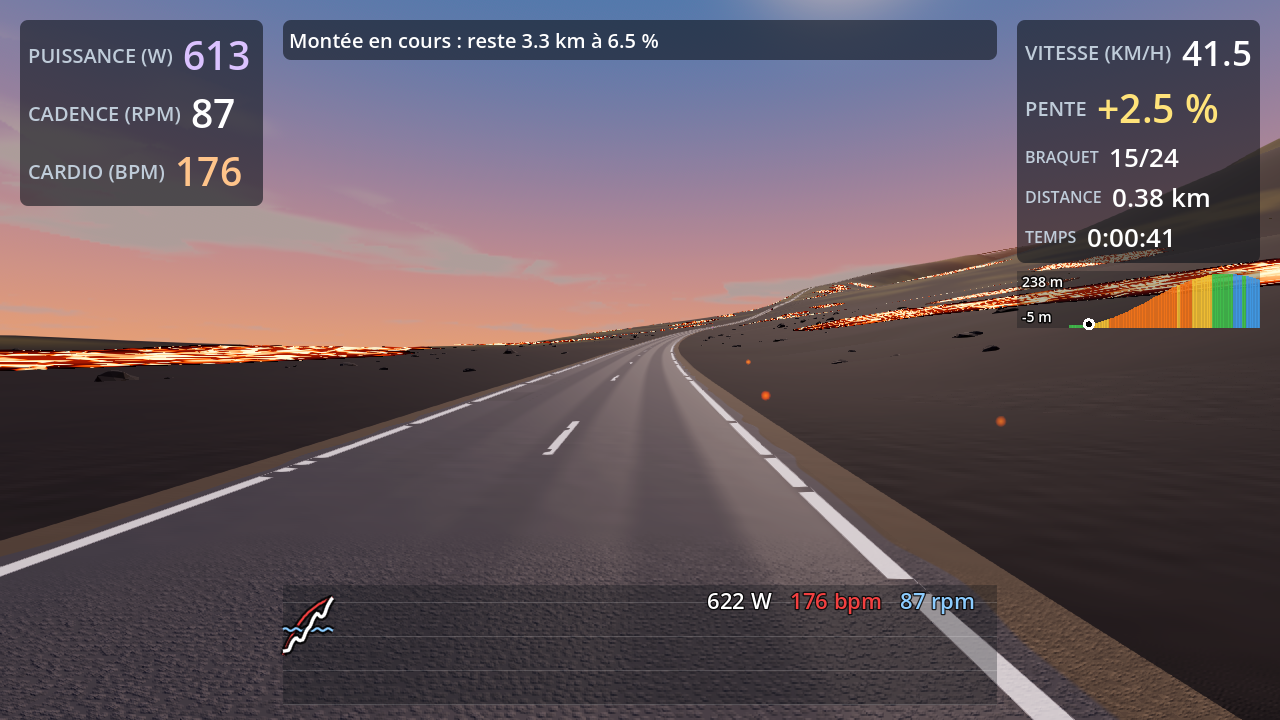 PUISSANCE (W) 613
CADENCE (RPM) 87
CARDIO (BPM) 176
Montée en cours : reste 3.3 km à 6.5 %
VITESSE (KM/H) 41.5
PENTE +2.5 %
BRAQUET 15/24
DISTANCE 0.38 km
TEMPS 0:00:41
238 m
-5 m
622 W 176 bpm 87 rpm